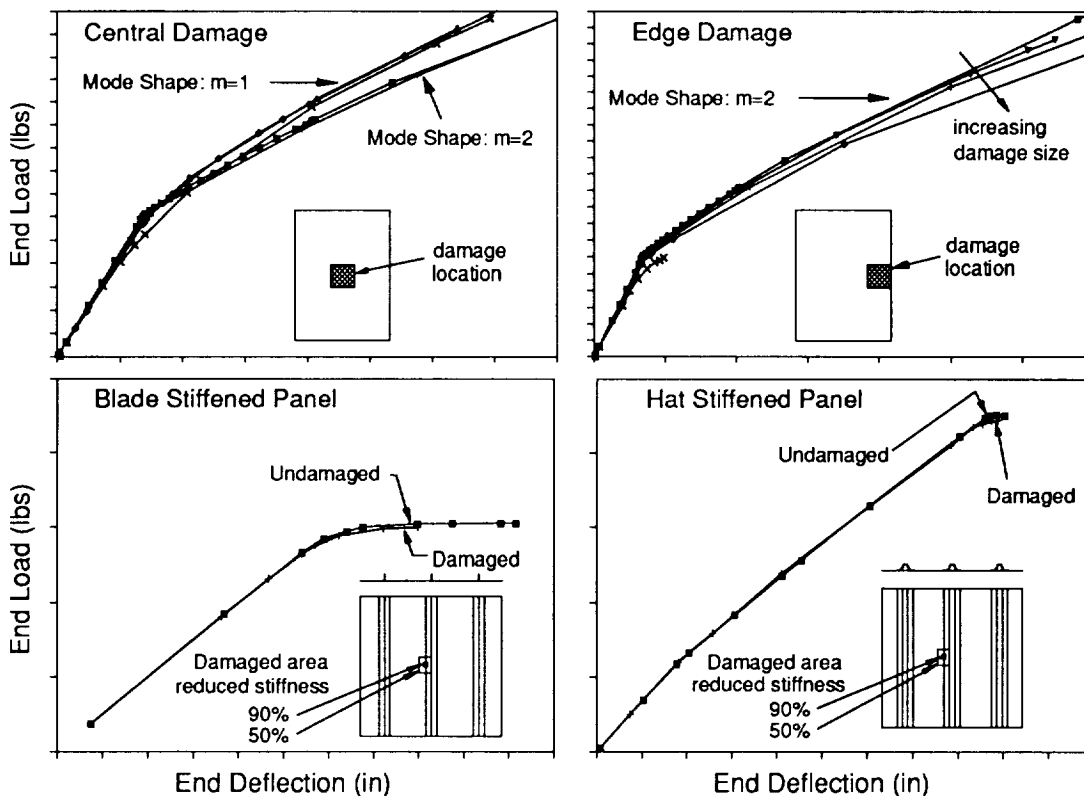 Central Damage
Mode Shape: m=1
Mode Shape: m=2
damage
location
End Load (lbs)
Edge Damage
Mode Shape: m=2
increasing
damage size
damage
location
Blade Stiffened Panel
Undamaged
Damaged
Damaged area
reduced stiffness
90%
50%
End Load (lbs)
End Deflection (in)
Hat Stiffened Panel
Undamaged
Damaged
Damaged area
reduced stiffness
90%
50%
End Deflection (in)